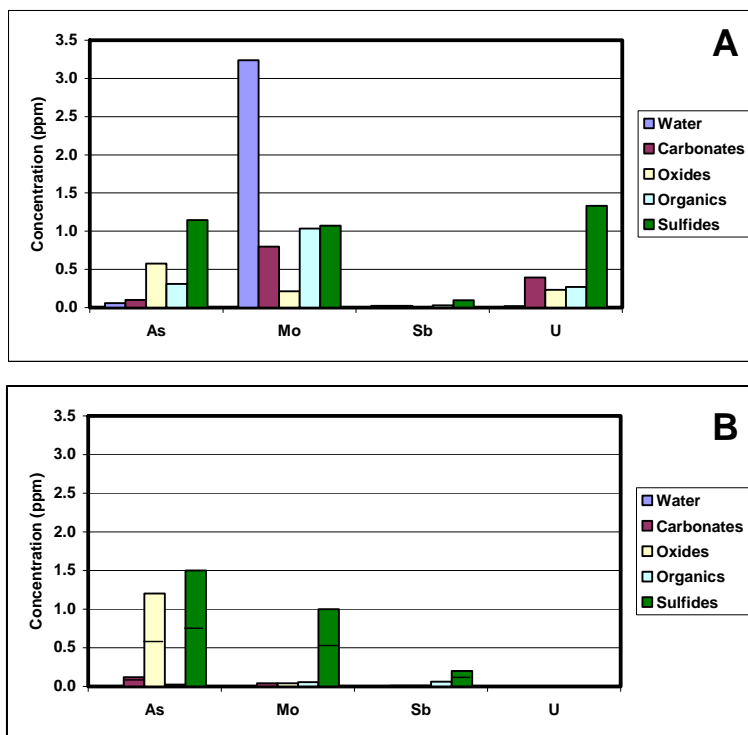 A
Concentration (ppm)
3.5
3.0
2.5
2.0
1.5
1.0
0.5
0.0
As Mo Sb U
Water
Carbonates
Oxides
Organics
Sulfides
B
Concentration (ppm)
3.5
3.0
2.5
2.0
1.5
1.0
0.5
0.0
As Mo Sb U
Water
Carbonates
Oxides
Organics
Sulfides